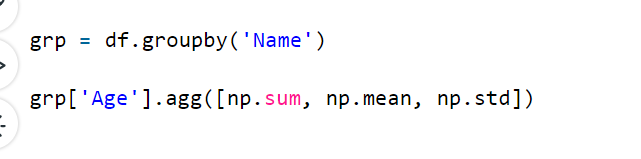 grp = df.groupby('Name')
grp['Age'].agg([np.sum, np.mean, np.std])